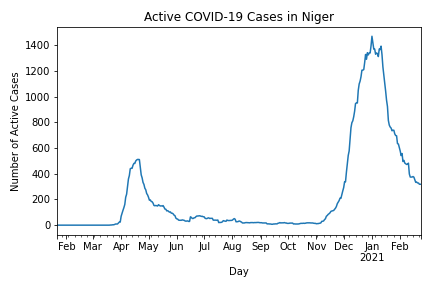 Active COVID-19 Cases in Niger
Number of Active Cases
1400
1200
1000
800
600
400
200
0
Feb Mar Apr May Jun Jul Aug Sep Oct Nov Dec Jan Feb
2021
Day